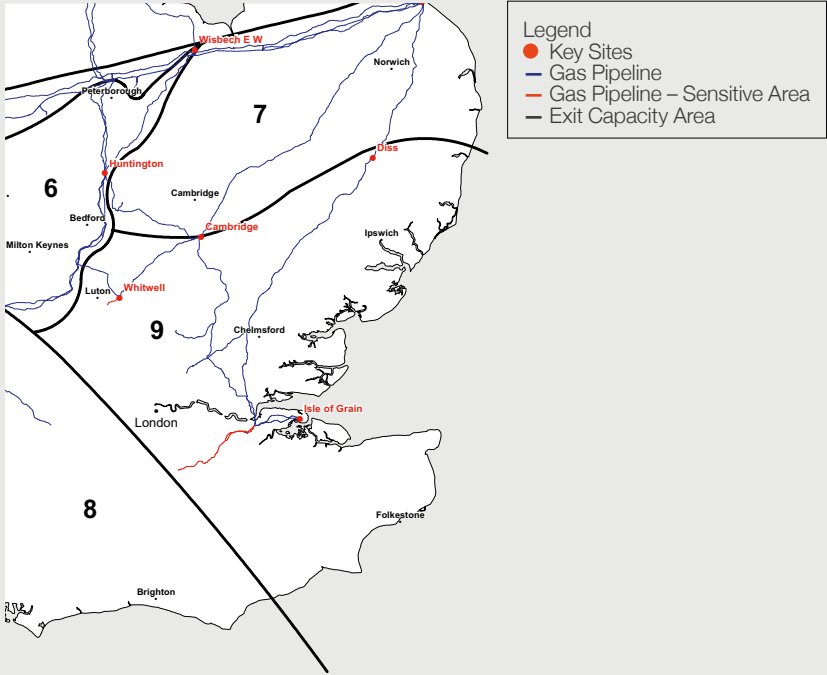 Wisbech E W
Norwich
Peterborough
7
Diss
Huntington
6
Cambridge
Bedford
Cambridge
Ipswich
Milton Keynes
Luton
Whitwell
9
Chelmsford
Isle of Grain
London
8
Folkestone
Brighton
Legend
Key Sites
Gas Pipeline
Gas Pipeline – Sensitive Area
Exit Capacity Area